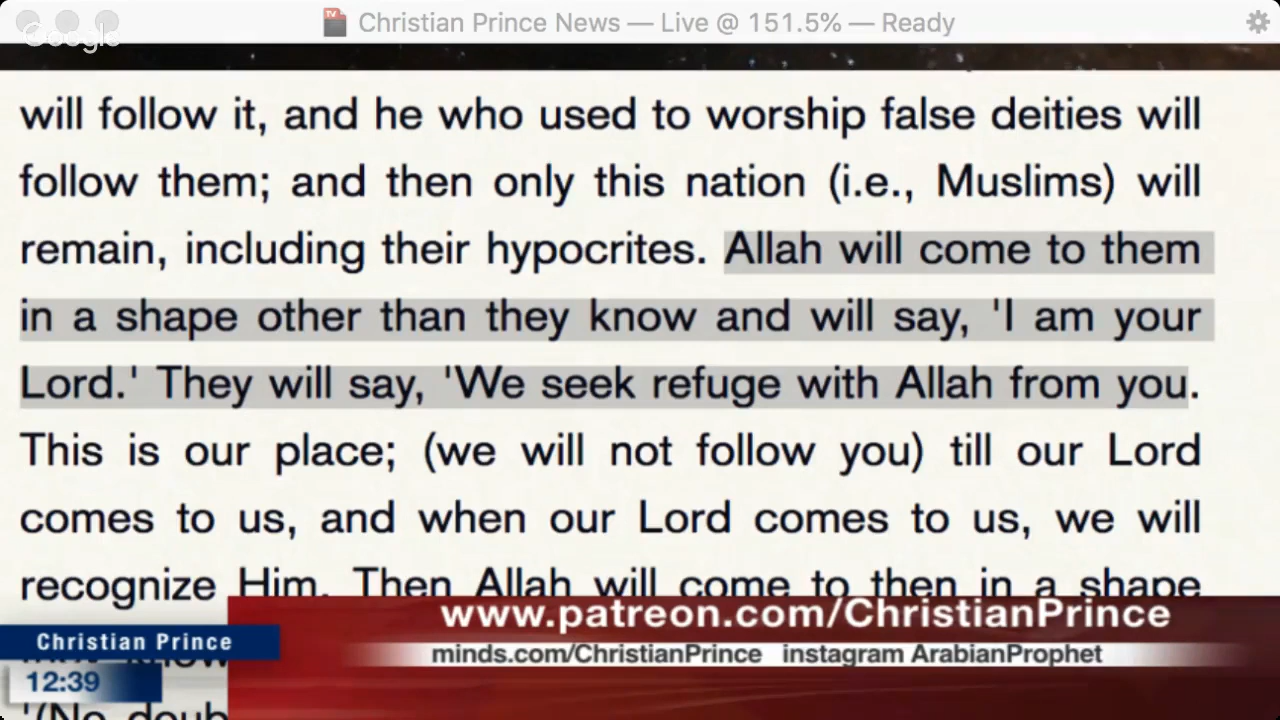 Christian Prince News — Live @ 151.5% — Ready
Google
will follow it, and he who used to worship false deities will
follow them; and then only this nation (i.e., Muslims) will
remain, including their hypocrites. Allah will come to them
in a shape other than they know and will say, 'I am your
Lord.' They will say, 'We seek refuge with Allah from you.
This is our place; (we will not follow you) till our Lord
comes to us, and when our Lord comes to us, we will
recognize Him. Then Allah will come to then in a shape
know
'(No doub
www.patreon.com/ChristianPrince
minds.com/ChristianPrince instagram ArabianProphet
Christian Prince
12:39